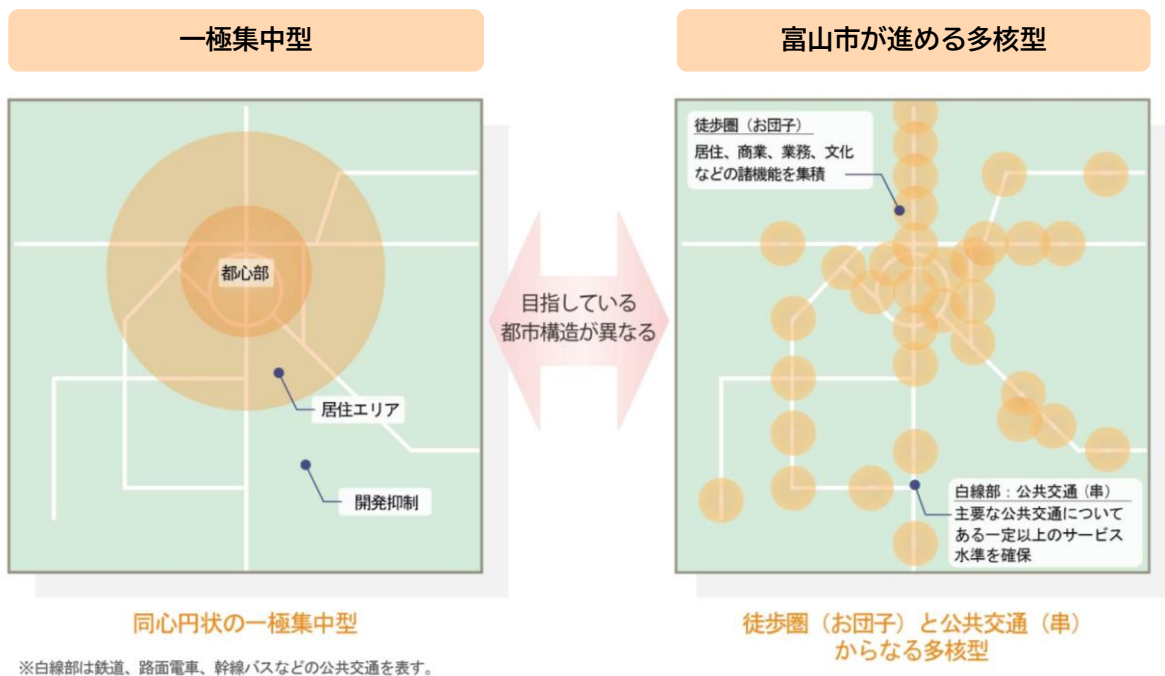 一極集中型
都心部
居住エリア
開発抑制
同心円状の一極集中型
※白線部は鉄道、路面電車、幹線バスなどの公共交通を表す。
目指している
都市構造が異なる
富山市が進める多核型
徒歩圏（お団子）
居住、商業、業務、文化
などの諸機能を集積
白線部：公共交通（串）
主要な公共交通について
ある一定以上のサービス
水準を確保
徒歩圏（お団子）と公共交通（串）
からなる多核型